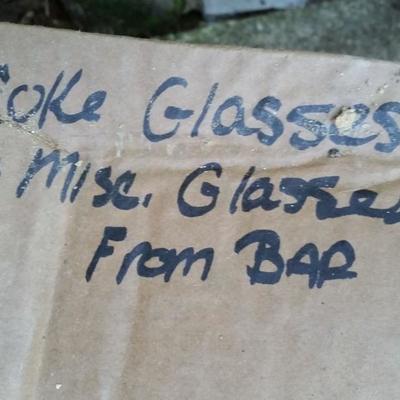 Coke Glasses
Misc. Glasses
From BAR